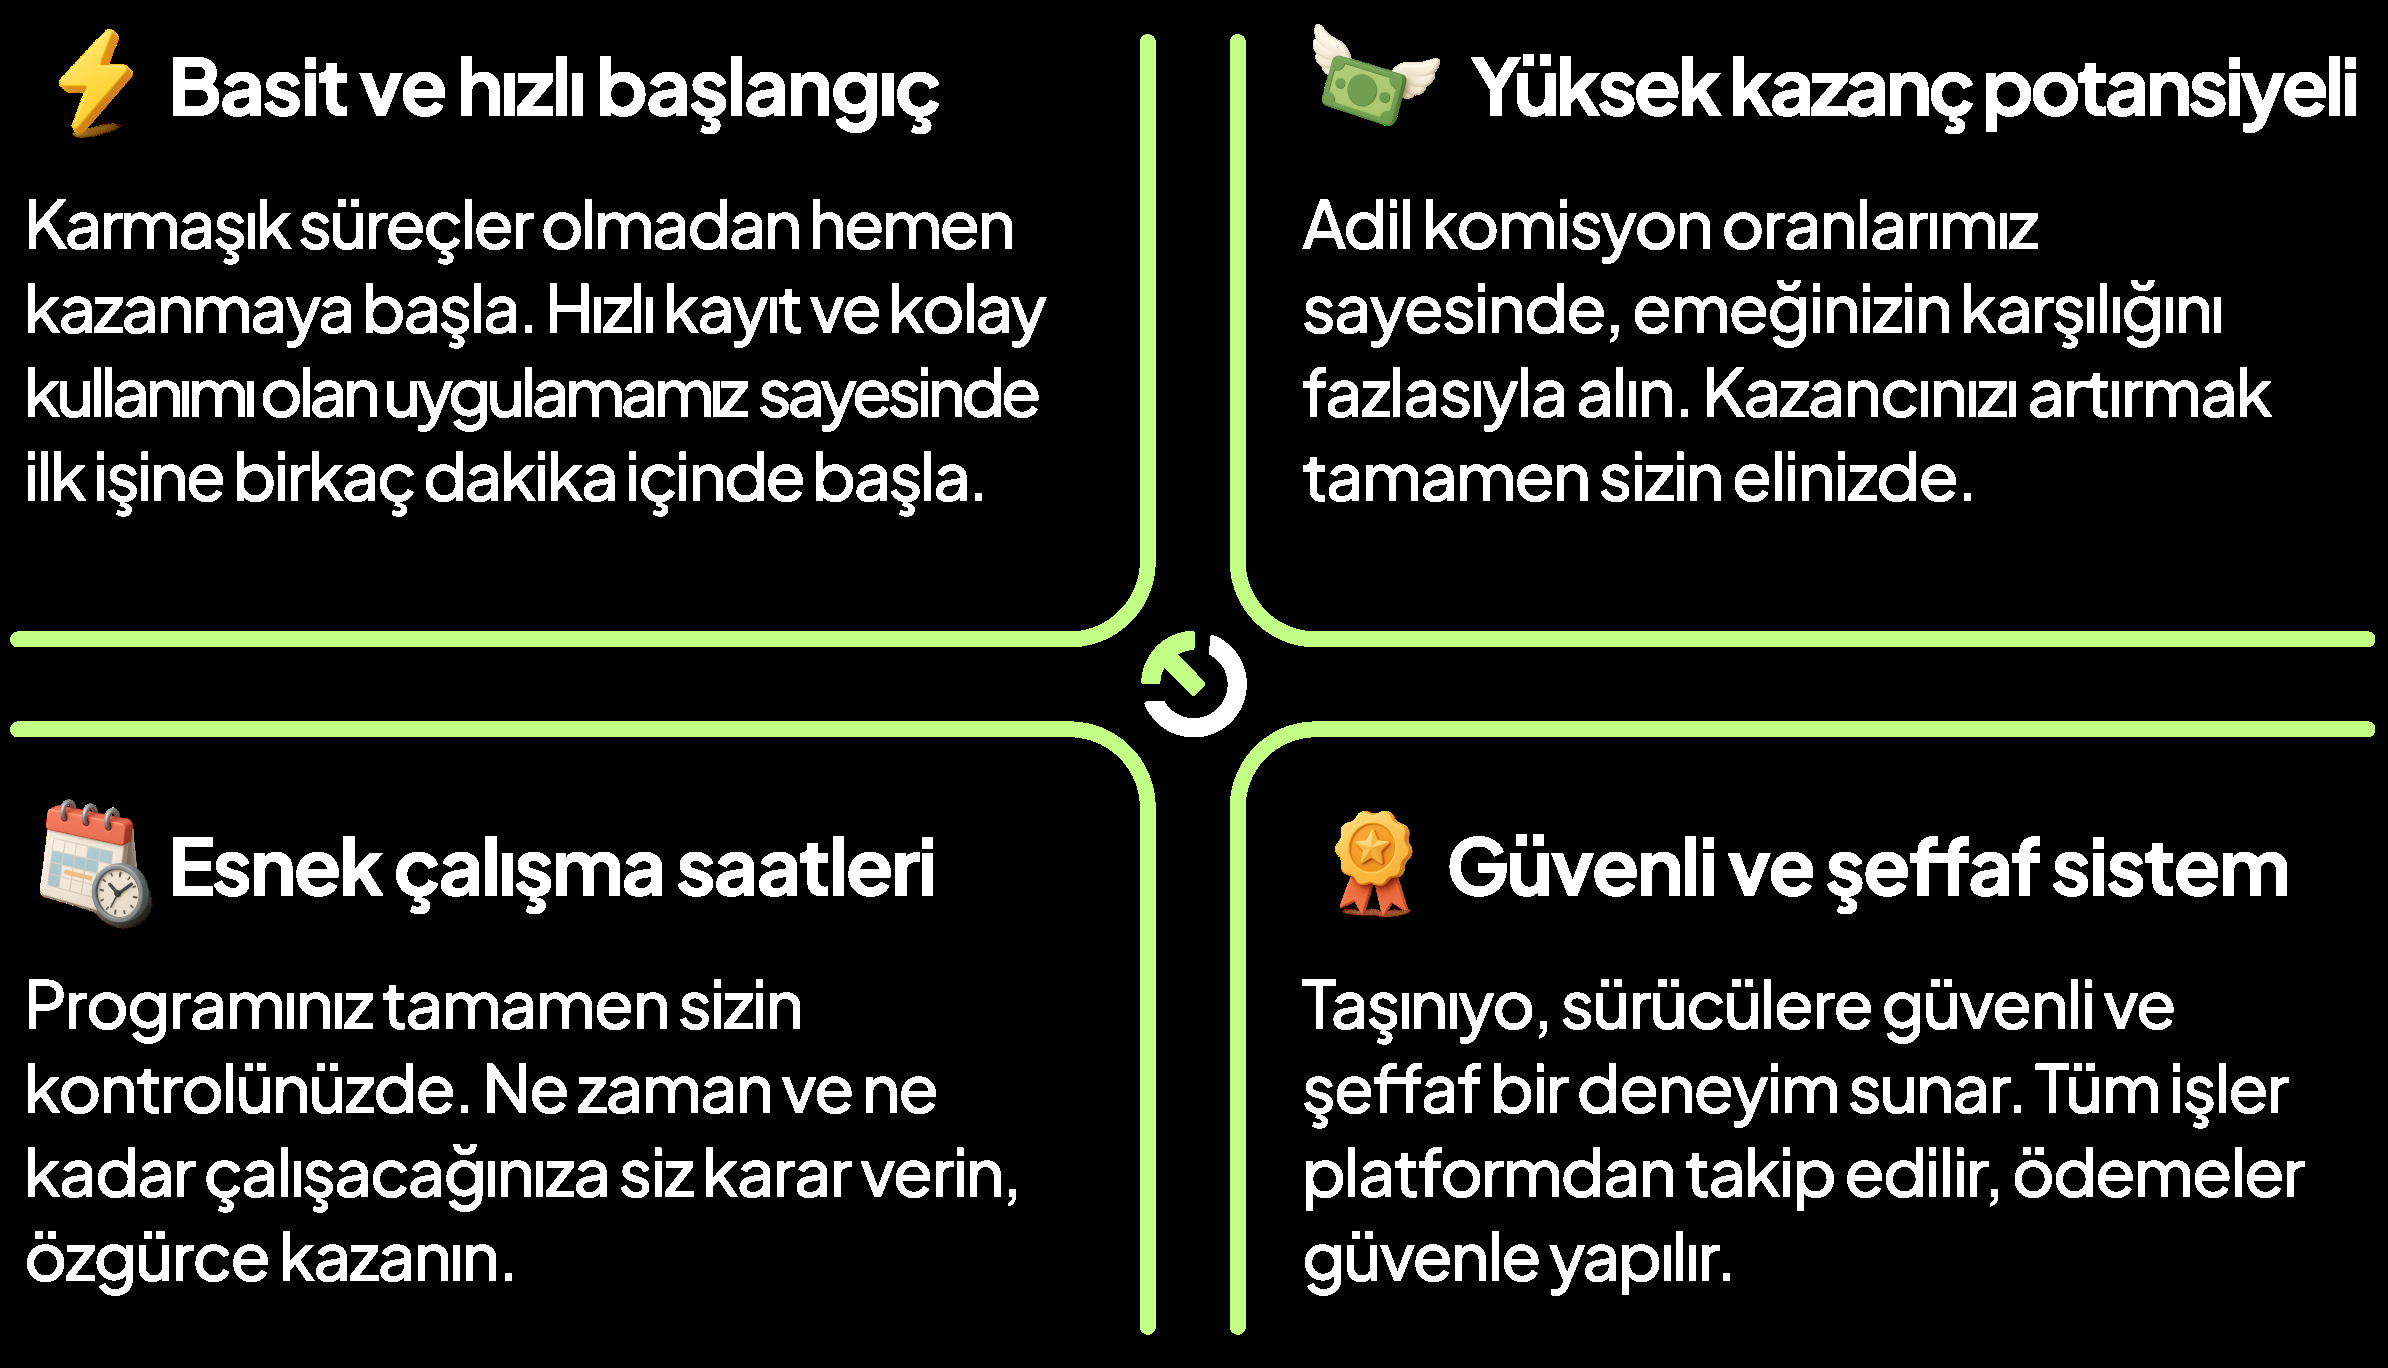 Basit ve hızlı başlangıç
Karmaşık süreçler olmadan hemen
kazanmaya başla. Hızlı kayıt ve kolay
kullanımı olan uygulamamız sayesinde
ilk işine birkaç dakika içinde başla.
Yüksek kazanç potansiyeli
Adil komisyon oranlarımız
sayesinde, emeğinizin karşılığını
fazlasıyla alın. Kazancınızı artırmak
tamamen sizin elinizde.
Esnek çalışma saatleri
Programınız tamamen sizin
kontrolünüzde. Ne zaman ve ne
kadar çalışacağınıza siz karar verin,
özgürce kazanın.
Güvenli ve şeffaf sistem
Taşınıyo, sürücülere güvenli ve
şeffaf bir deneyim sunar. Tüm işler
platformdan takip edilir, ödemeler
güvenle yapılır.